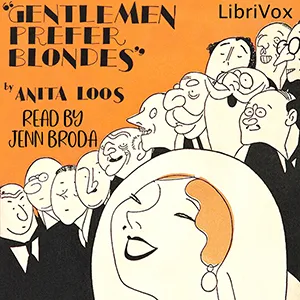 "GENTLEMEN
PREFER
BLONDES"
by ANITA LOOS
READ BY
JENN BRODA
LibriVox